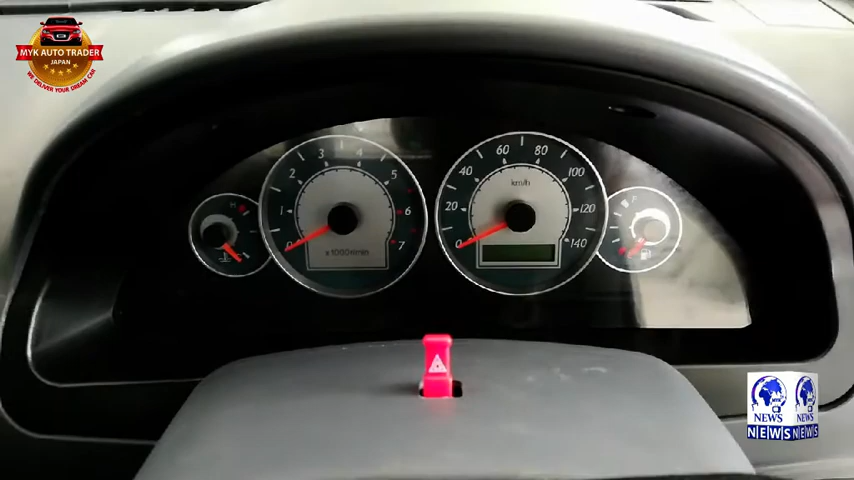 MYK AUTO TRADER
JAPAN
WE DELIVER YOUR DREAM CAR
0 1 2 3 4 5 6 7
x1000r/min
H
0 20 40 60 80 100 120 140
km/h
F
E
NEWS
NEWS
NEWS NEWS